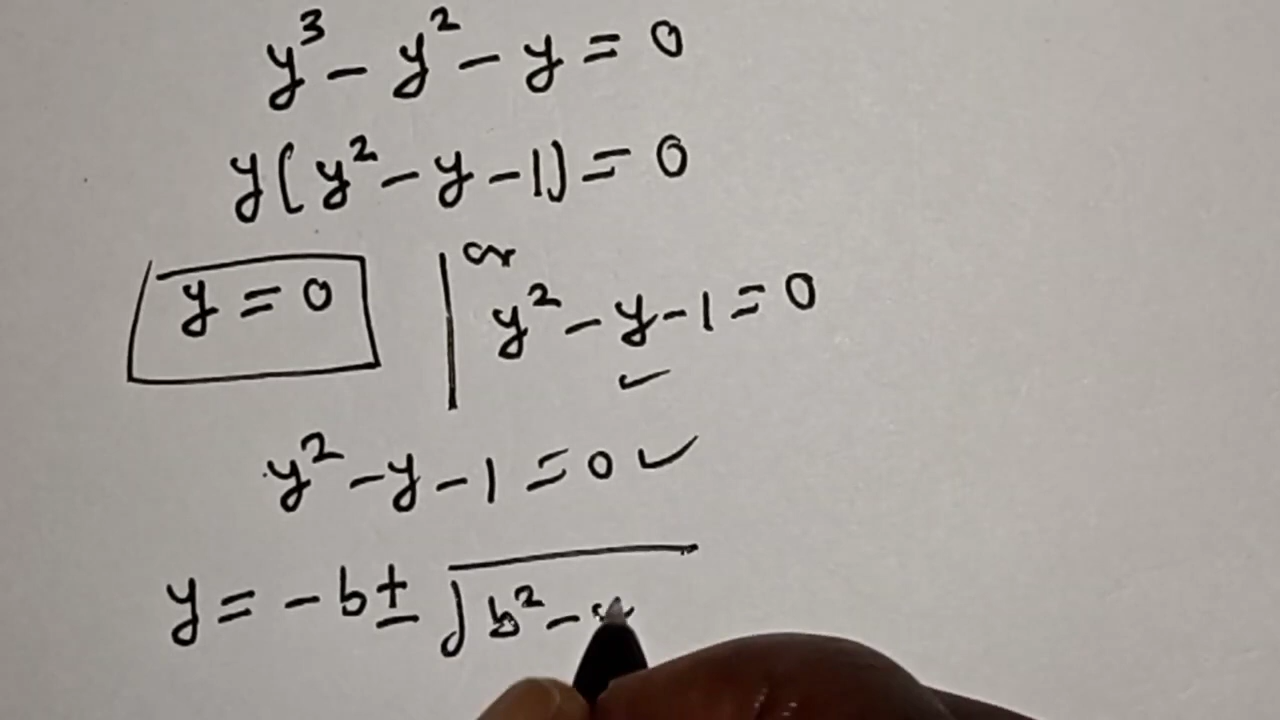 y³ - y² - y = 0
y(y² - y - 1) = 0
y = 0 | or y² - y - 1 = 0 ✓
y² - y - 1 = 0 ✓
y = -b ± √b² -